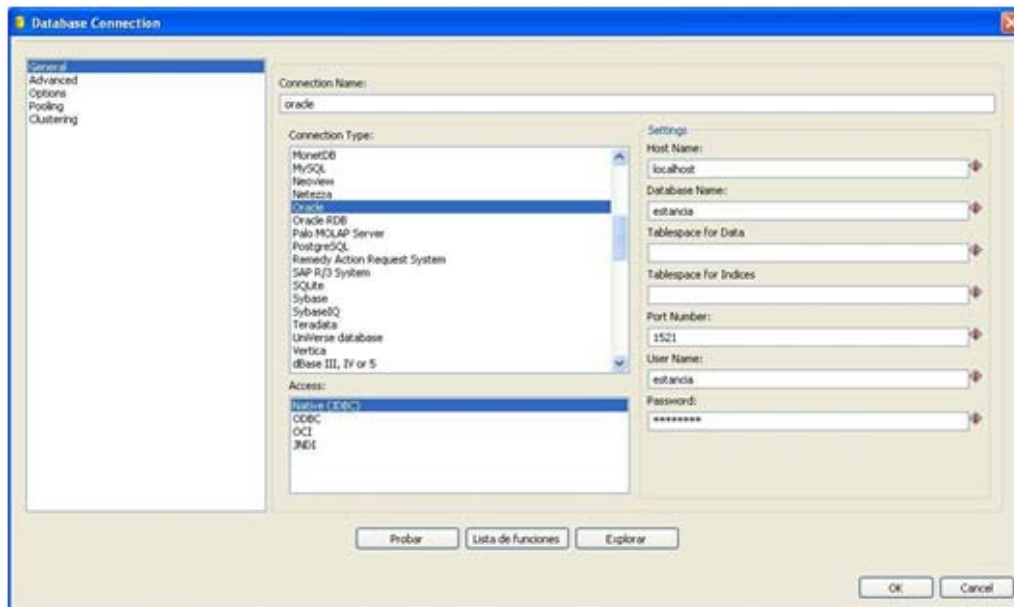 Database Connection
General
Advanced
Options
Pooling
Clustering
Connection Name:
oracle
Connection Type:
MonetDB
MySQL
Neoview
Netezza
Oracle
Oracle RDB
Palo MOLAP Server
PostgreSQL
Remedy Action Request System
SAP R/3 System
SQLite
Sybase
SybaseIQ
Teradata
UniVerse database
Vertica
dBase III, IV or 5
Access:
Native (JDBC)
ODBC
OCI
JNDI
Settings
Host Name:
localhost
Database Name:
estancia
Tablespace for Data
Tablespace for Indices
Port Number:
1521
User Name:
estancia
Password:
********
Probar
Lista de funciones
Explorar
OK
Cancel